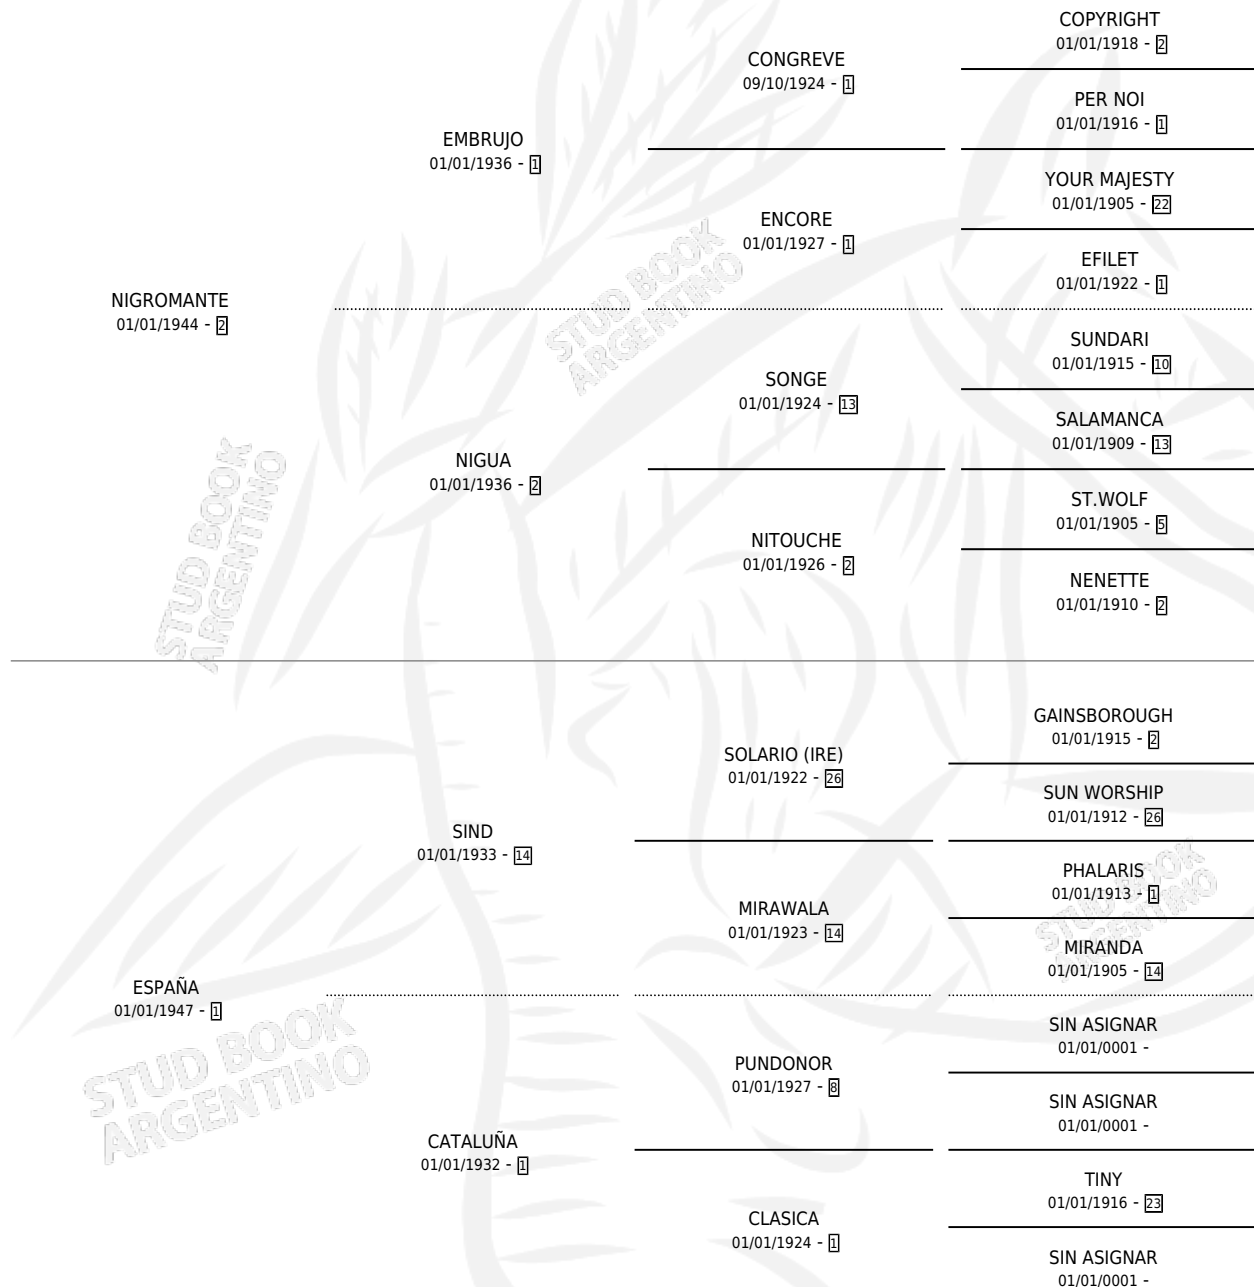 COPYRIGHT
01/01/1918 - 2
CONGREVE
09/10/1924 - 1
PER NOI
01/01/1916 - 1
EMBRUJO
01/01/1936 - 1
YOUR MAJESTY
01/01/1905 - 22
ENCORE
01/01/1927 - 1
EFILET
01/01/1922 - 1
NIGROMANTE
01/01/1944 - 2
SUNDARI
01/01/1915 - 10
SONGE
01/01/1924 - 13
SALAMANCA
01/01/1909 - 13
NIGUA
01/01/1936 - 2
ST.WOLF
01/01/1905 - 5
NITOUCHE
01/01/1926 - 2
NENETTE
01/01/1910 - 2
STUD BOOK
ARGENTINO
STUD BOOK
ARGENTINO
GAINSBOROUGH
01/01/1915 - 2
SOLARIO (IRE)
01/01/1922 - 26
SUN WORSHIP
01/01/1912 - 26
SIND
01/01/1933 - 14
PHALARIS
01/01/1913 - 1
MIRAWALA
01/01/1923 - 14
MIRANDA
01/01/1905 - 14
STUD BOOK
ARGENTINO
ESPAÑA
01/01/1947 - 1
SIN ASIGNAR
01/01/0001 -
PUNDONOR
01/01/1927 - 8
SIN ASIGNAR
01/01/0001 -
STUD BOOK
ARGENTINO
CATALUÑA
01/01/1932 - 1
TINY
01/01/1916 - 23
CLASICA
01/01/1924 - 1
SIN ASIGNAR
01/01/0001 -